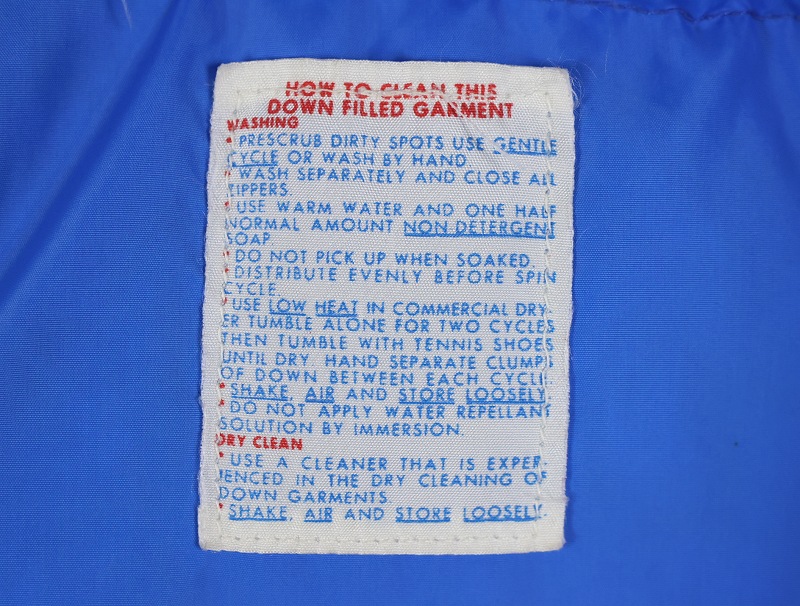 HOW TO CLEAN THIS
DOWN FILLED GARMENT
WASHING
* PRESCRUB DIRTY SPOTS USE GENTLE
CYCLE OR WASH BY HAND
* WASH SEPARATELY AND CLOSE ALL
ZIPPERS
* USE WARM WATER AND ONE HALF
NORMAL AMOUNT NON DETERGENT
SOAP
* DO NOT PICK UP WHEN SOAKED.
* DISTRIBUTE EVENLY BEFORE SPIN
CYCLE
* USE LOW HEAT IN COMMERCIAL DRY-
ER TUMBLE ALONE FOR TWO CYCLES
THEN TUMBLE WITH TENNIS SHOES
UNTIL DRY. HAND SEPARATE CLUMPS
OF DOWN BETWEEN EACH CYCLE.
* SHAKE, AIR AND STORE LOOSELY.
* DO NOT APPLY WATER REPELLANT
SOLUTION BY IMMERSION.
DRY CLEAN
* USE A CLEANER THAT IS EXPER-
IENCED IN THE DRY CLEANING OF
DOWN GARMENTS.
* SHAKE, AIR AND STORE LOOSELY.